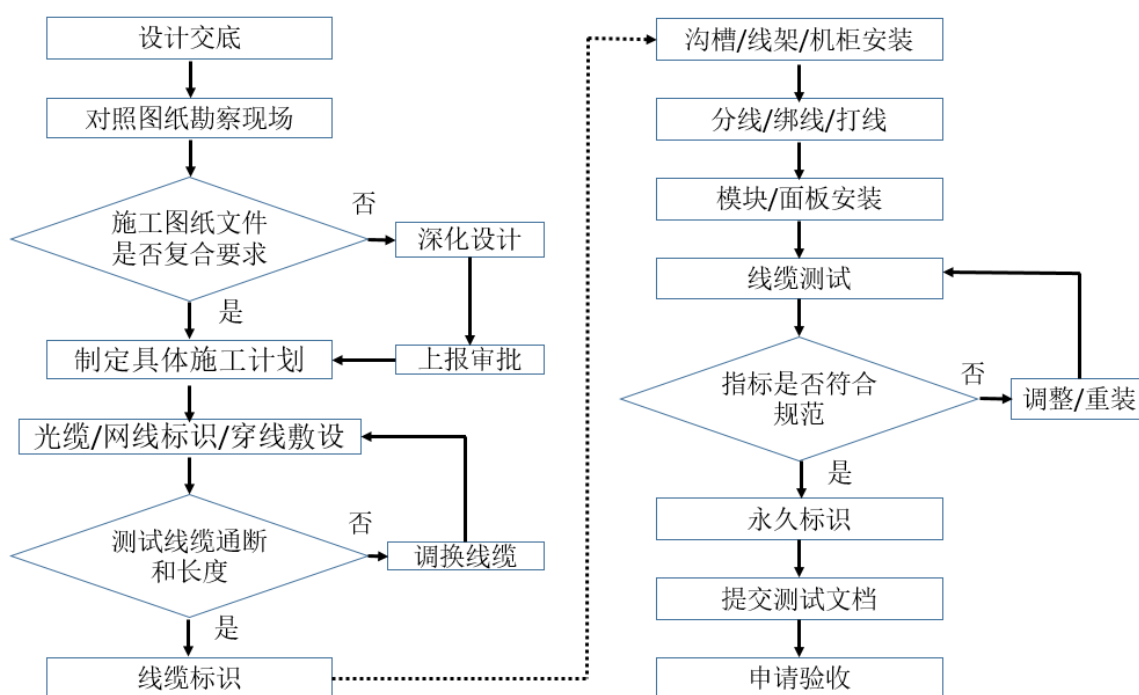 设计交底
对照图纸勘察现场
施工图纸文件
是否复合要求
否
深化设计
是
制定具体施工计划
上报审批
光缆/网线标识/穿线敷设
测试线缆通断
和长度
否
调换线缆
是
线缆标识
沟槽/线架/机柜安装
分线/绑线/打线
模块/面板安装
线缆测试
指标是否符合
规范
否
调整/重装
是
永久标识
提交测试文档
申请验收